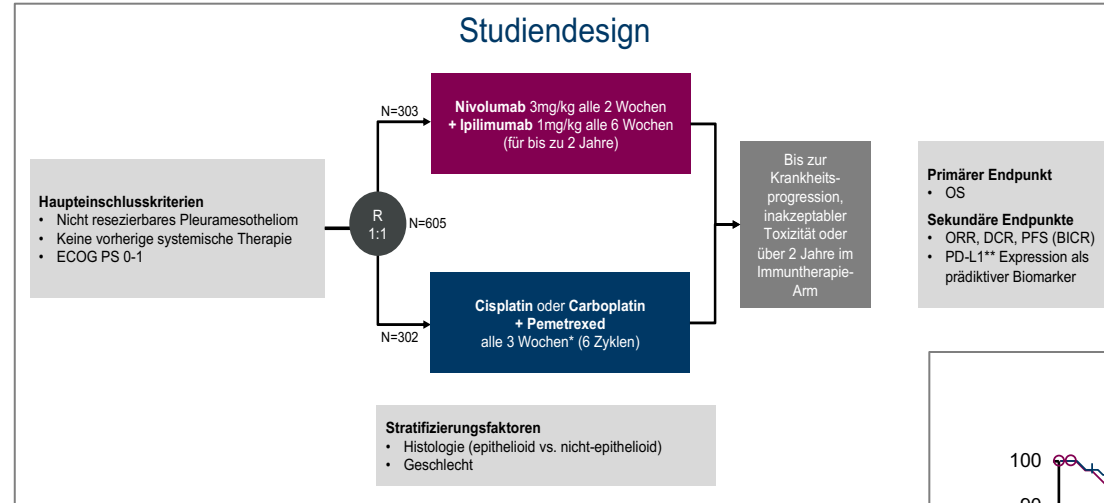 Studiendesign
N=303
Nivolumab 3mg/kg alle 2 Wochen
+ Ipilimumab 1mg/kg alle 6 Wochen
(für bis zu 2 Jahre)
Haupteinschlusskriterien
• Nicht resezierbares Pleuramesotheliom
• Keine vorherige systemische Therapie
• ECOG PS 0-1
R
1:1
N=605
Bis zur
Krankheits-
progression,
inakzeptabler
Toxizität oder
über 2 Jahre im
Immuntherapie-
Arm
Primärer Endpunkt
• OS
Sekundäre Endpunkte
• ORR, DCR, PFS (BICR)
• PD-L1** Expression als
prädiktiver Biomarker
Cisplatin oder Carboplatin
+ Pemetrexed
alle 3 Wochen* (6 Zyklen)
N=302
Stratifizierungsfaktoren
• Histologie (epithelioid vs. nicht-epithelioid)
• Geschlecht
100